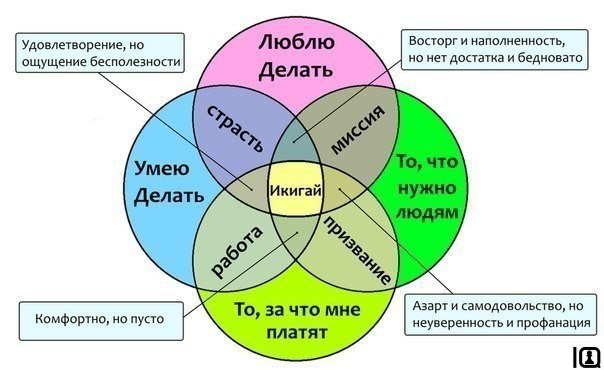 Люблю
Делать
Удовлетворение, но
ощущение бесполезности
Восторг и наполненность,
но нет достатка и бедновато
страсть
миссия
Умею
Делать
То, что
нужно
людям
Икигай
работа
призвание
То, за что мне
платят
Комфортно, но пусто
Азарт и самодовольство, но
неуверенность и профанация